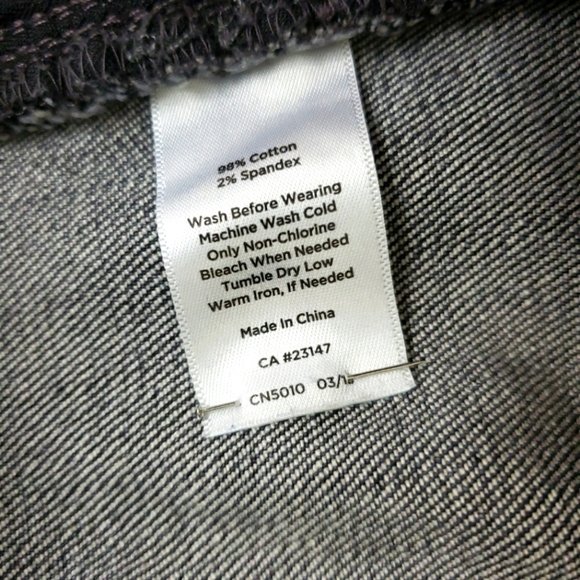 98% Cotton
2% Spandex
Wash Before Wearing
Machine Wash Cold
Only Non-Chlorine
Bleach When Needed
Tumble Dry Low
Warm Iron, If Needed
Made In China
CA #23147
CN5010